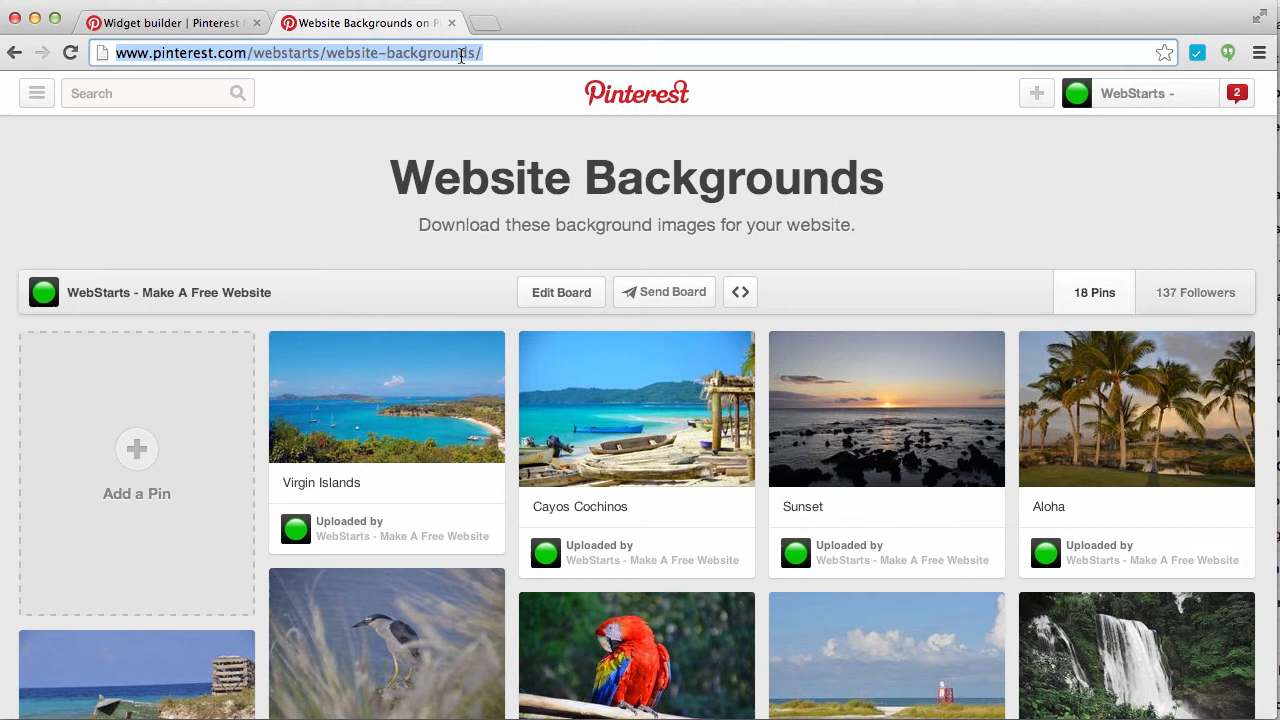 Widget builder | Pinterest
Website Backgrounds on P
www.pinterest.com/webstarts/website-backgrounds/
Search
Pinterest
WebStarts -
2
Website Backgrounds
Download these background images for your website.
WebStarts - Make A Free Website
Edit Board
Send Board
18 Pins
137 Followers
Add a Pin
Virgin Islands
Uploaded by
WebStarts - Make A Free Website
Cayos Cochinos
Uploaded by
WebStarts - Make A Free Website
Sunset
Uploaded by
WebStarts - Make A Free Website
Aloha
Uploaded by
WebStarts - Make A Free Website